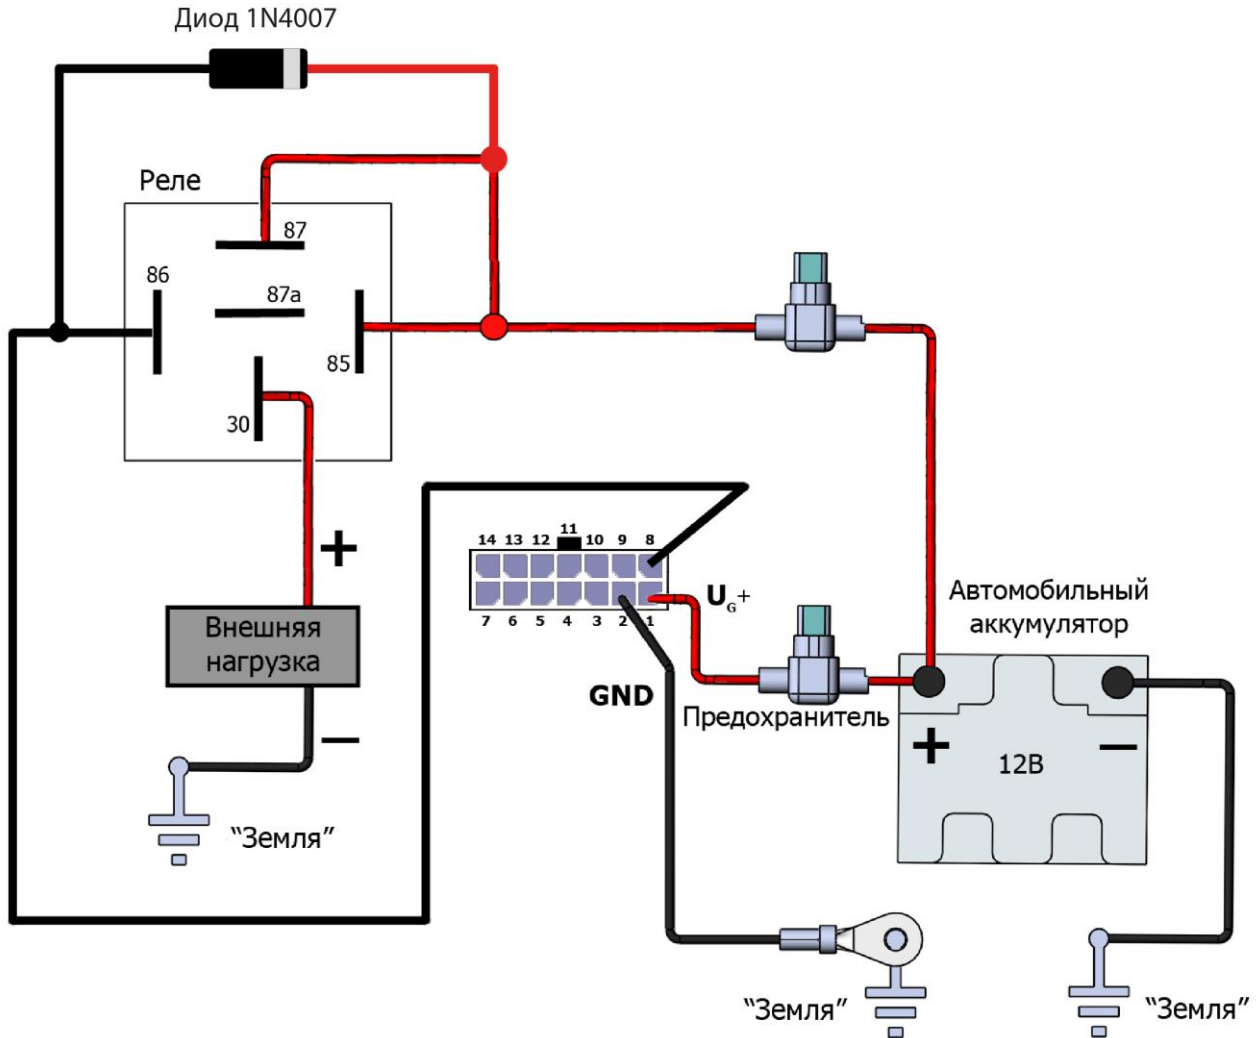 Диод 1N4007
Реле
87
86
87a
85
30
+
Внешняя
нагрузка
–
“Земля”
11
14 13 12 10 9 8
7 6 5 4 3 2 1
UG+
GND
Предохранитель
Автомобильный
аккумулятор
+ –
12В
“Земля”
“Земля”